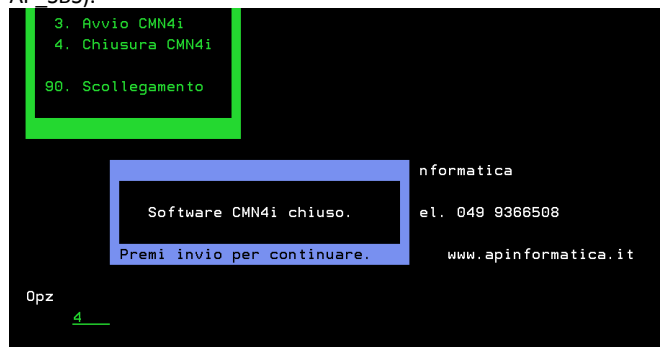 AP_SBS).
3. Avvio CMN4i
4. Chiusura CMN4i
90. Scollegamento
nformatica
Software CMN4i chiuso.
el. 049 9366508
Premi invio per continuare.
www.apinformatica.it
Opz
4